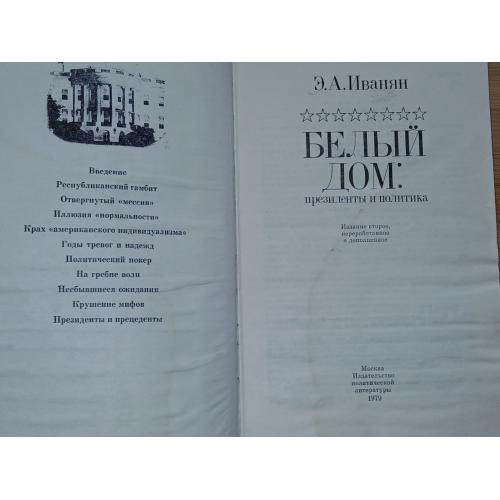 Введение
Республиканский гамбит
Отвергнутый «мессия»
Иллюзия «нормальности»
Крах «американского индивидуализма»
Годы тревог и надежд
Политический покер
На гребне волн
Несбывшиеся ожидания
Крушение мифов
Президенты и прецеденты
Э.А.Иванян
БЕЛЫЙ
ДОМ:
президенты и политика
Издание второе,
переработанное
и дополненное
Москва
Издательство
политической
литературы
1979